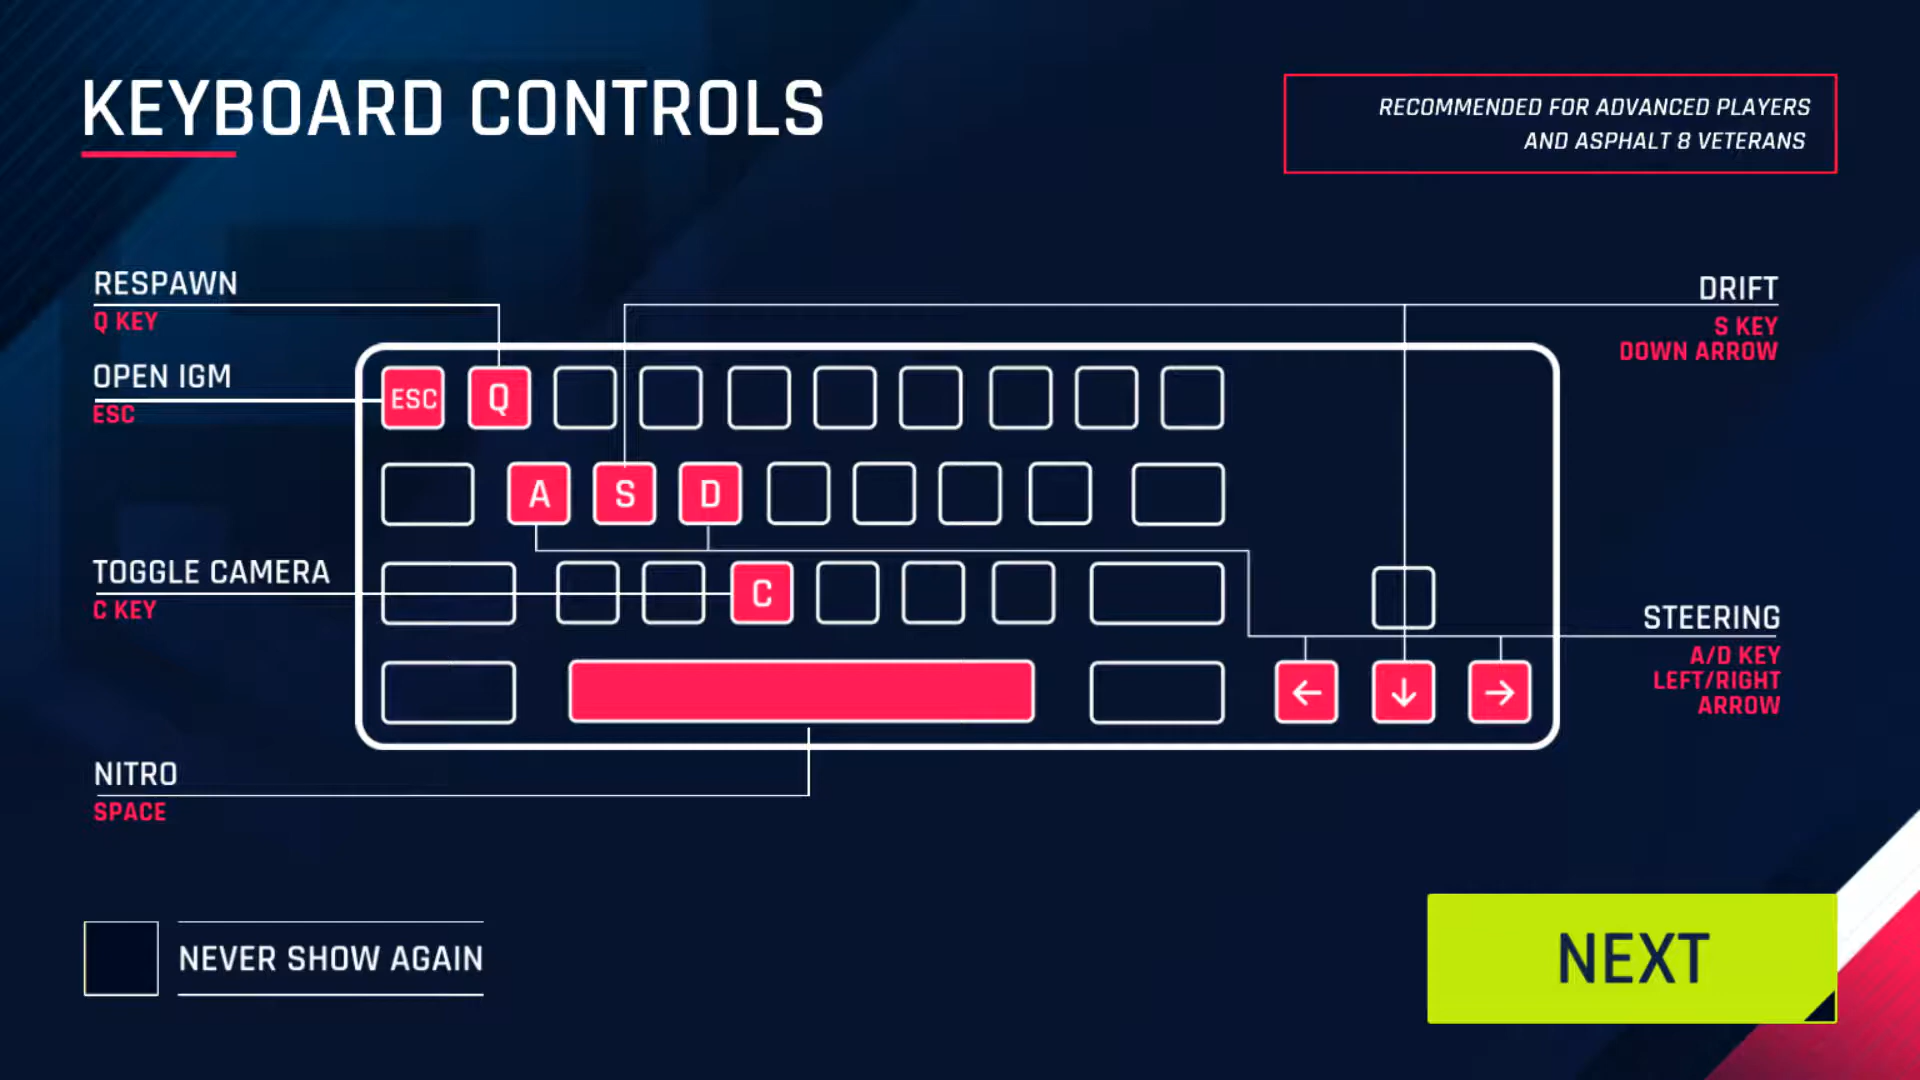 KEYBOARD CONTROLS
RECOMMENDED FOR ADVANCED PLAYERS
AND ASPHALT 8 VETERANS
RESPAWN
Q KEY
OPEN IGM
ESC
TOGGLE CAMERA
C KEY
NITRO
SPACE
DRIFT
S KEY
DOWN ARROW
STEERING
A/D KEY
LEFT/RIGHT
ARROW
ESC Q
A S D
C
← ↓ →
NEVER SHOW AGAIN
NEXT